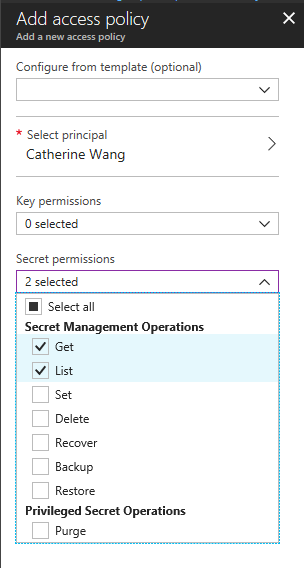 Add access policy
Add a new access policy
Configure from template (optional)
* Select principal
Catherine Wang
Key permissions
0 selected
Secret permissions
2 selected
Select all
Secret Management Operations
Get
List
Set
Delete
Recover
Backup
Restore
Privileged Secret Operations
Purge